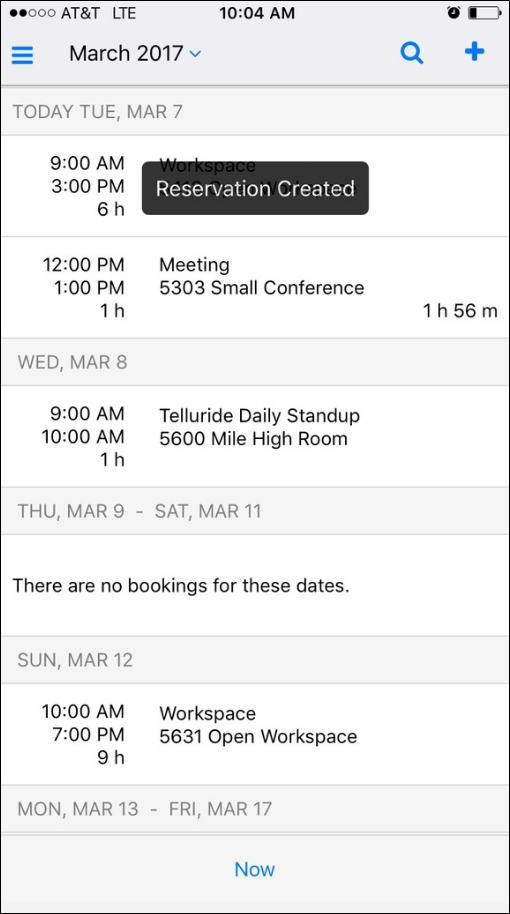 AT&T LTE 10:04 AM
March 2017
TODAY TUE, MAR 7
9:00 AM Workspace
3:00 PM
6 h
Reservation Created
12:00 PM Meeting
1:00 PM 5303 Small Conference
1 h 1 h 56 m
WED, MAR 8
9:00 AM Telluride Daily Standup
10:00 AM 5600 Mile High Room
1 h
THU, MAR 9 - SAT, MAR 11
There are no bookings for these dates.
SUN, MAR 12
10:00 AM Workspace
7:00 PM 5631 Open Workspace
9 h
MON, MAR 13 - FRI, MAR 17
Now